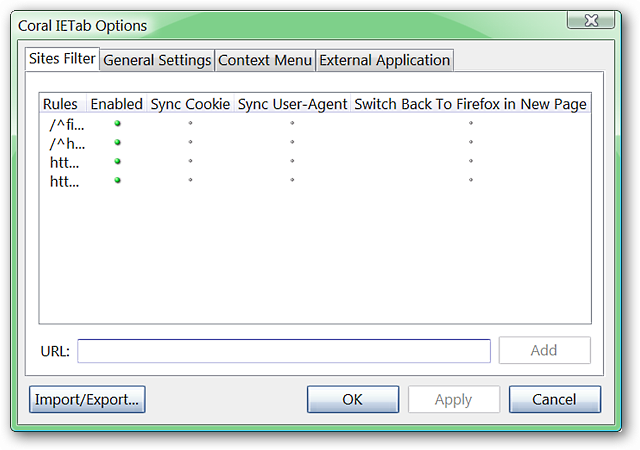 Coral IETab Options
Sites Filter General Settings Context Menu External Application
Rules Enabled Sync Cookie Sync User-Agent Switch Back To Firefox in New Page
/^fi...
/^h...
htt...
htt...
URL: Add
Import/Export... OK Apply Cancel